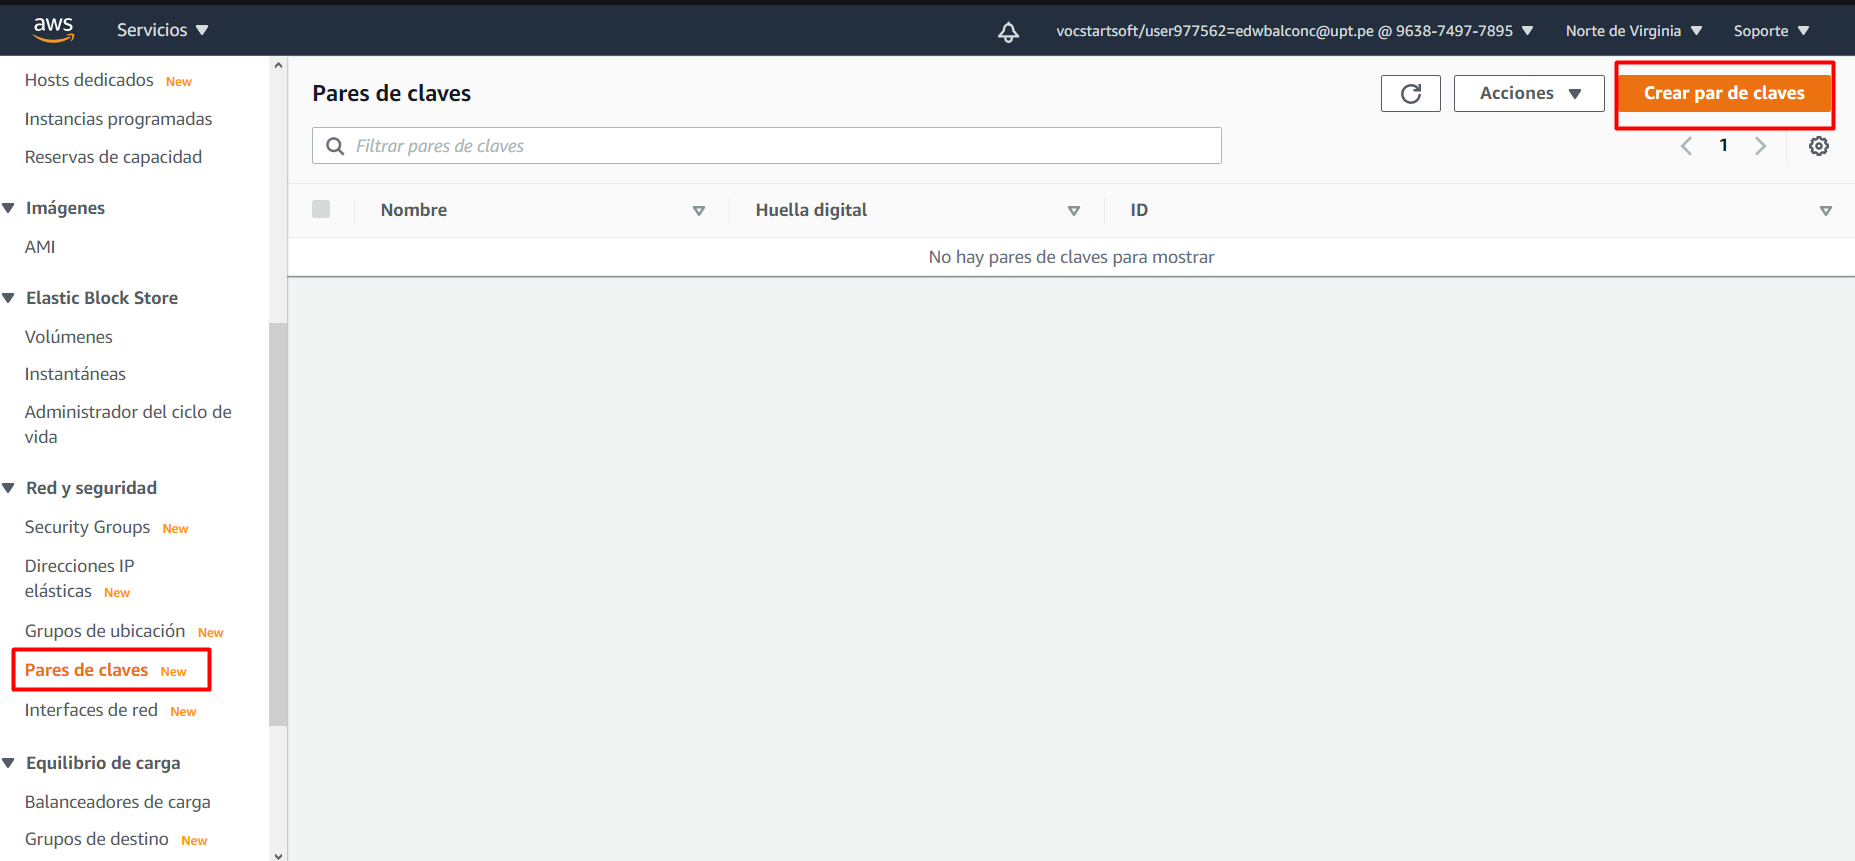 aws Servicios vocstartsoft/user977562=edwbalconc@upt.pe @ 9638-7497-7895 Norte de Virginia Soporte
Hosts dedicados New
Instancias programadas
Reservas de capacidad
Imágenes
AMI
Elastic Block Store
Volúmenes
Instantáneas
Administrador del ciclo de
vida
Red y seguridad
Security Groups New
Direcciones IP
elásticas New
Grupos de ubicación New
Pares de claves New
Interfaces de red New
Equilibrio de carga
Balanceadores de carga
Grupos de destino New
Pares de claves Acciones Crear par de claves
Filtrar pares de claves 1
Nombre Huella digital ID
No hay pares de claves para mostrar